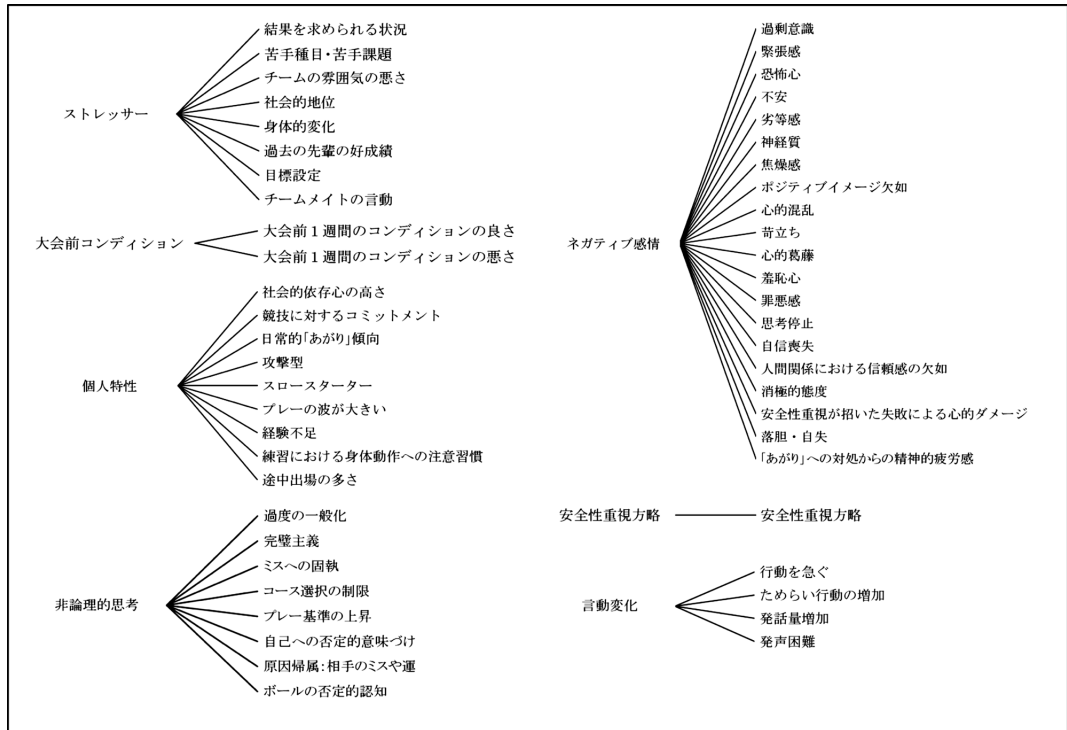 ストレッサー
結果を求められる状況
苦手種目・苦手課題
チームの雰囲気の悪さ
社会的地位
身体的変化
過去の先輩の好成績
目標設定
チームメイトの言動
大会前コンディション
大会前1週間のコンディションの良さ
大会前1週間のコンディションの悪さ
個人特性
社会的依存心の高さ
競技に対するコミットメント
日常的「あがり」傾向
攻撃型
スロースターター
プレーの波が大きい
経験不足
練習における身体動作への注意習慣
途中出場の多さ
非論理的思考
過度の一般化
完璧主義
ミスへの固執
コース選択の制限
プレー基準の上昇
自己への否定的意味づけ
原因帰属:相手のミスや運
ボールの否定的認知
ネガティブ感情
過剰意識
緊張感
恐怖心
不安
劣等感
神経質
焦燥感
ポジティブイメージ欠如
心的混乱
苛立ち
心的葛藤
羞恥心
罪悪感
思考停止
自信喪失
人間関係における信頼感の欠如
消極的態度
安全性重視が招いた失敗による心的ダメージ
落胆・自失
「あがり」への対処からの精神的疲労感
安全性重視方略
安全性重視方略
言動変化
行動を急ぐ
ためらい行動の増加
発話量増加
発声困難